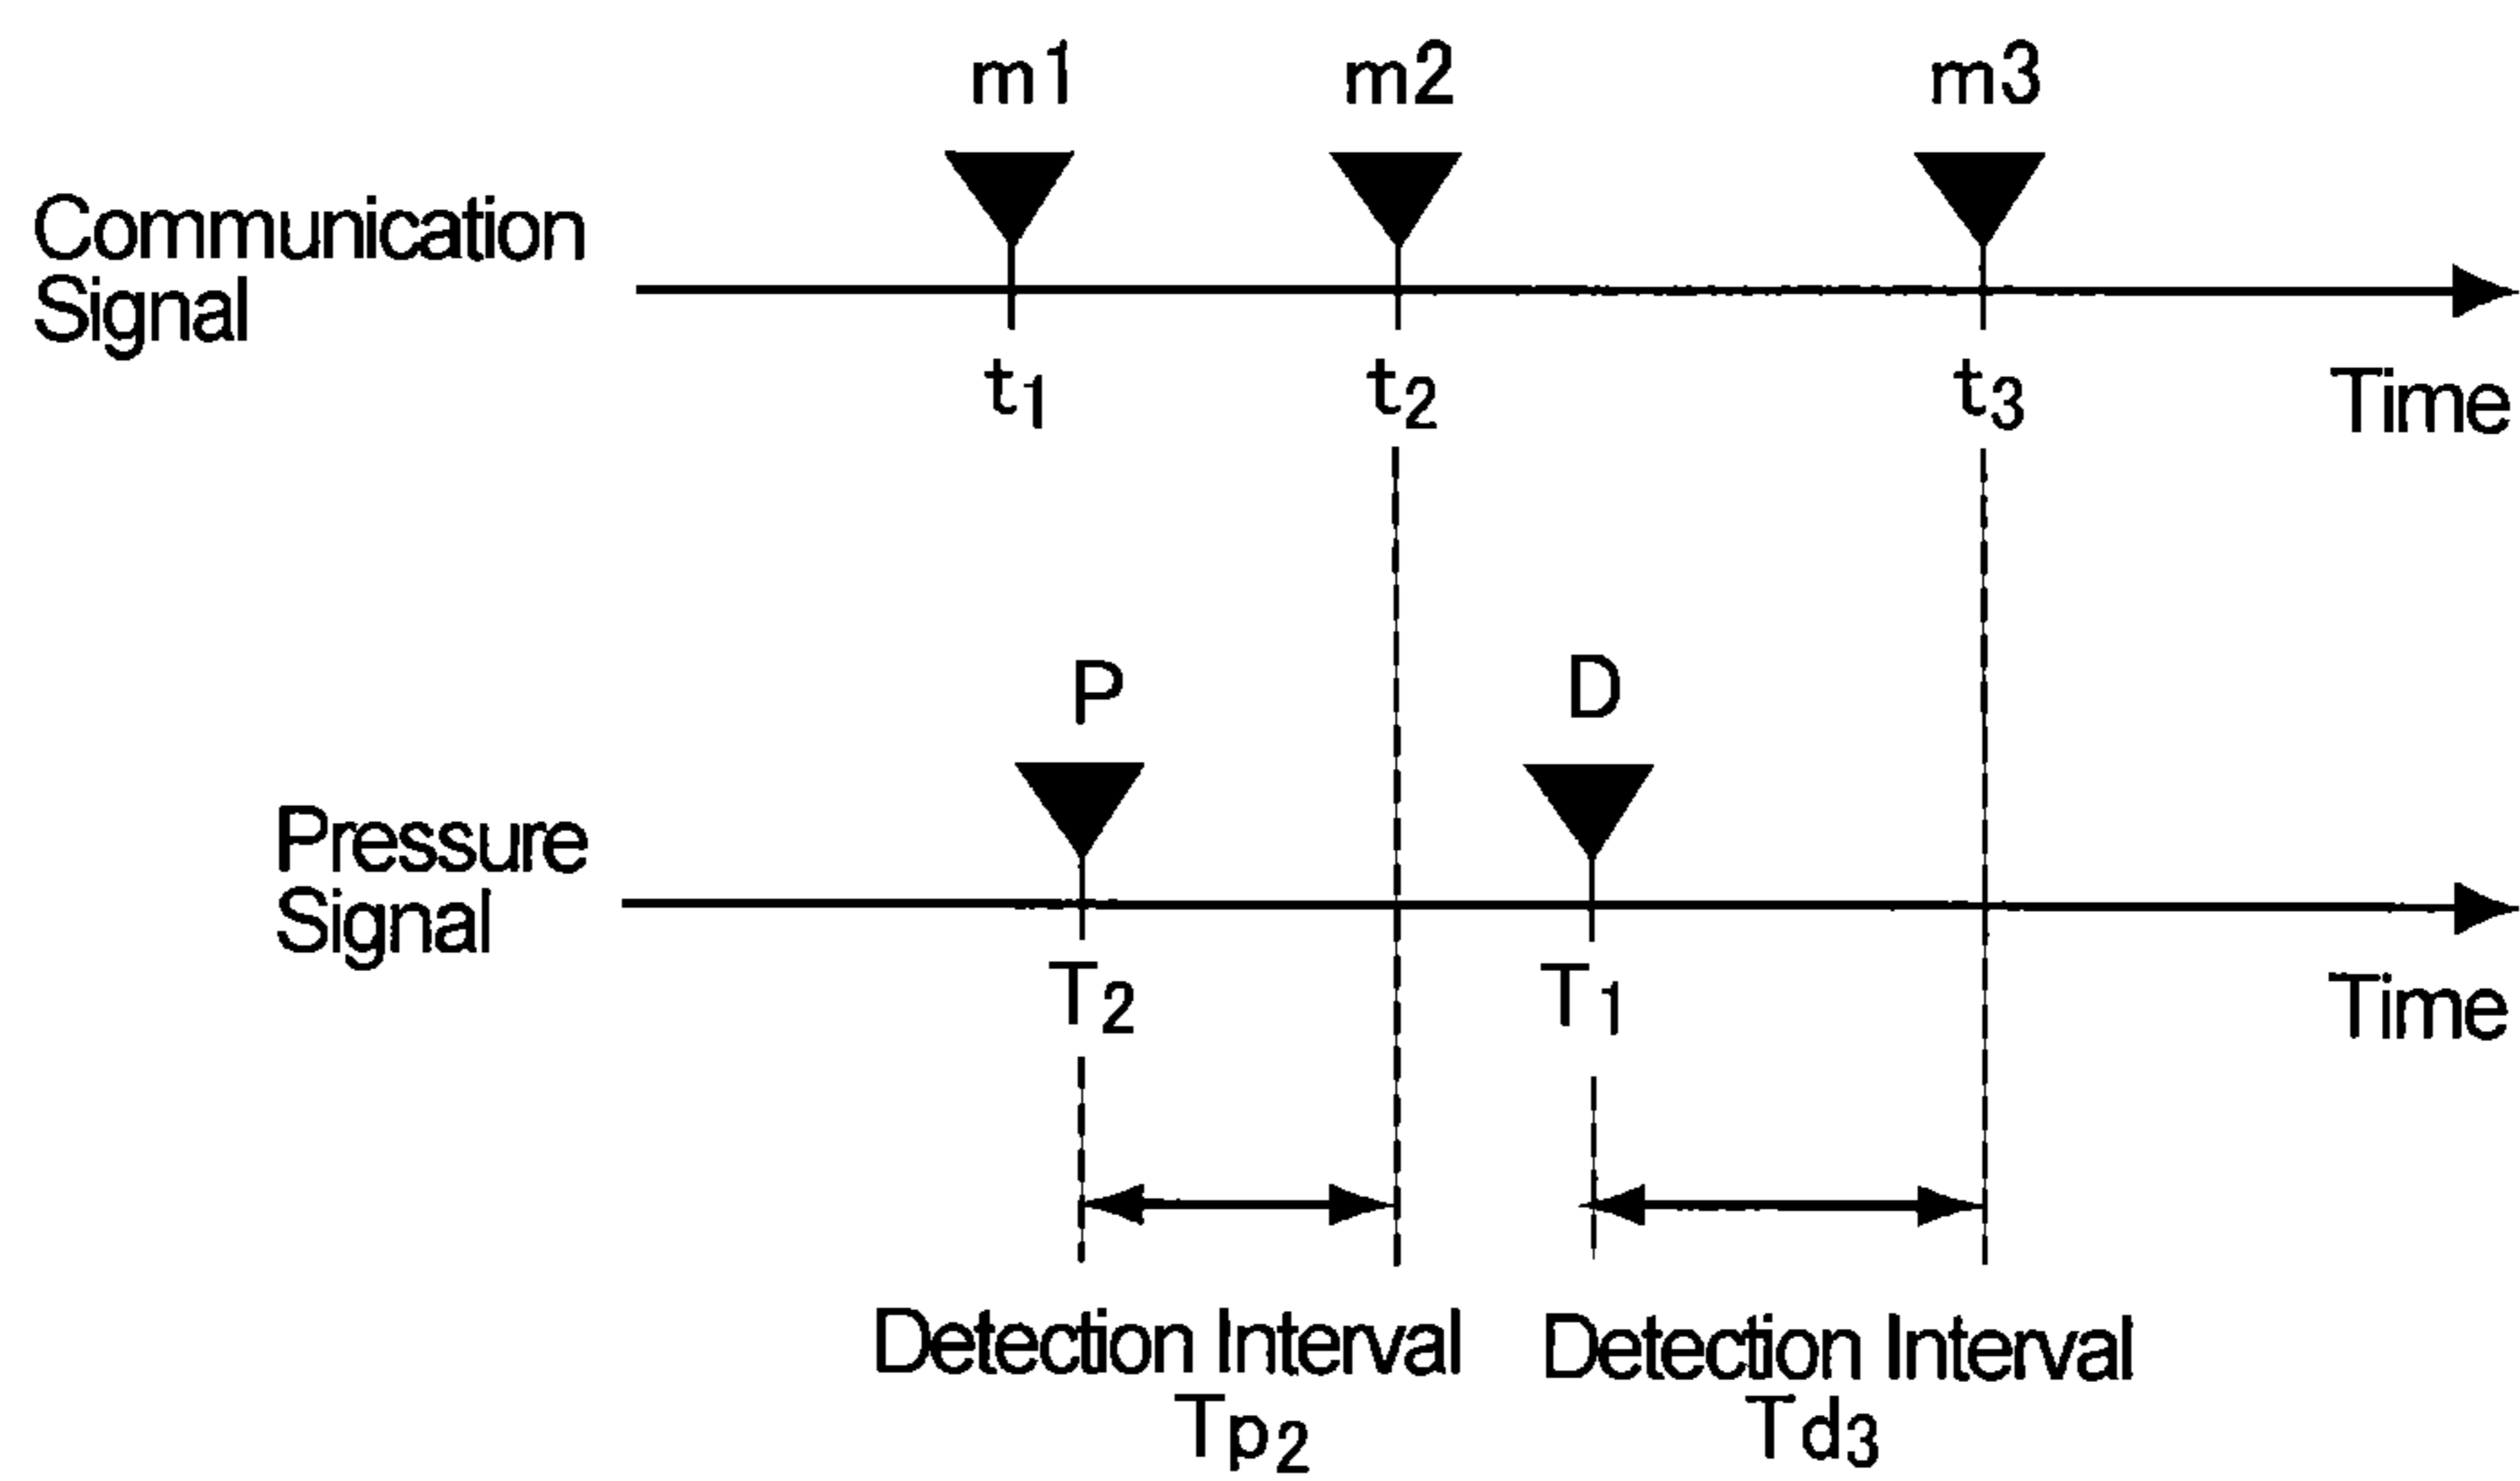 m1 m2 m3
Communication
Signal
t1 t2 t3 Time
P D
Pressure
Signal
T2 T1 Time
Detection Interval Detection Interval
Tp2 Td3